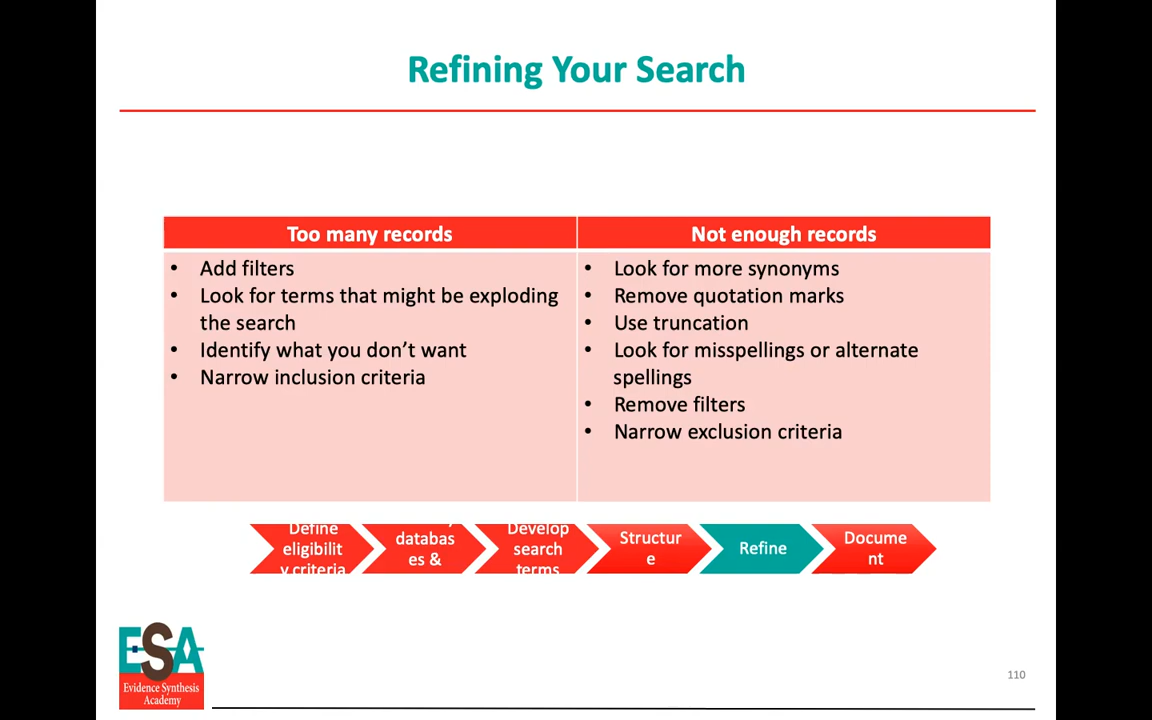 Refining Your Search
Too many records
Not enough records
• Add filters
• Look for terms that might be exploding
the search
• Identify what you don’t want
• Narrow inclusion criteria
• Look for more synonyms
• Remove quotation marks
• Use truncation
• Look for misspellings or alternate
spellings
• Remove filters
• Narrow exclusion criteria
Define
eligibilit
y criteria
databas
es &
Develop
search
terms
Structur
e
Refine
Docume
nt
ESA
Evidence Synthesis
Academy
110